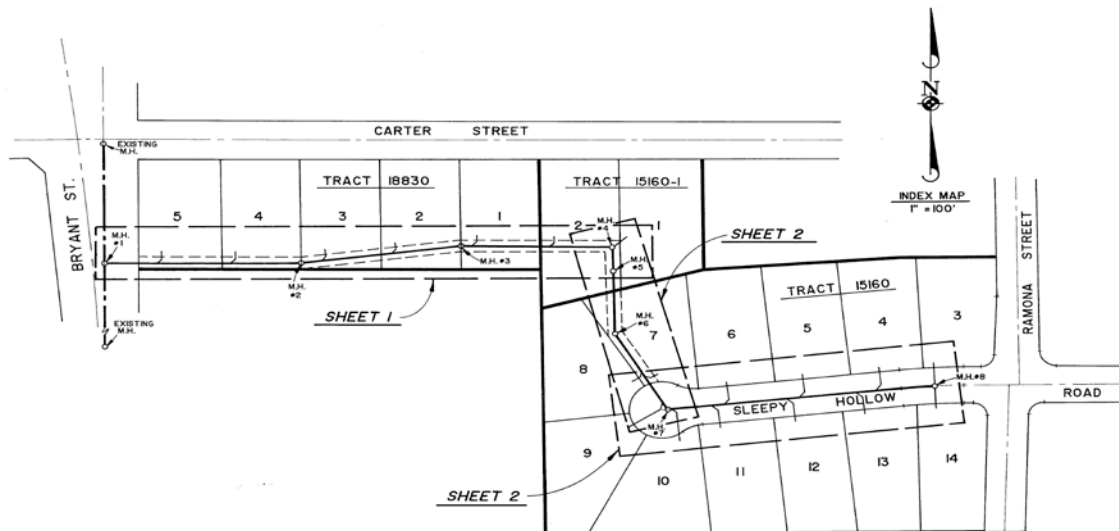 CARTER STREET
EXISTING
M.H.
BRYANT ST.
TRACT 18830
TRACT 15160-1
N
INDEX MAP
1" = 100'
RAMONA STREET
5
4
3
2
1
2
1
M.H.
#1
M.H.
#2
M.H. #3
M.H.
#4
M.H.
#5
M.H.
#6
SHEET 2
SHEET 1
EXISTING
M.H.
TRACT 15160
8
7
6
5
4
3
M.H. #8
SLEEPY HOLLOW ROAD
M.H.
#7
9
10
11
12
13
14
SHEET 2